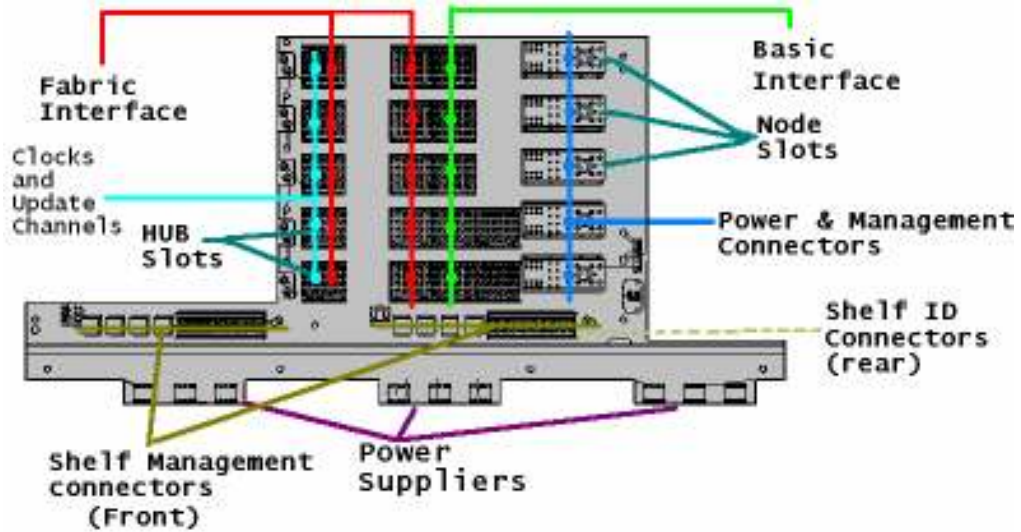 Fabric
Interface
Clocks
and
Update
Channels
HUB
Slots
Basic
Interface
Node
Slots
Power & Management
Connectors
Shelf ID
Connectors
(rear)
Shelf Management
connectors
(Front)
Power
Suppliers